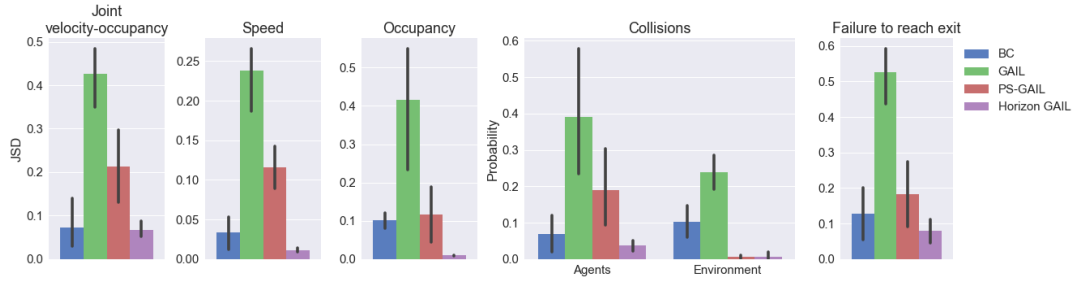 Joint
velocity-occupancy
JSD
0.5
0.4
0.3
0.2
0.1
0.0
Speed
0.25
0.20
0.15
0.10
0.05
0.00
Occupancy
0.5
0.4
0.3
0.2
0.1
0.0
Collisions
Probability
0.6
0.5
0.4
0.3
0.2
0.1
0.0
Agents
Environment
Failure to reach exit
0.6
0.5
0.4
0.3
0.2
0.1
0.0
BC
GAIL
PS-GAIL
Horizon GAIL